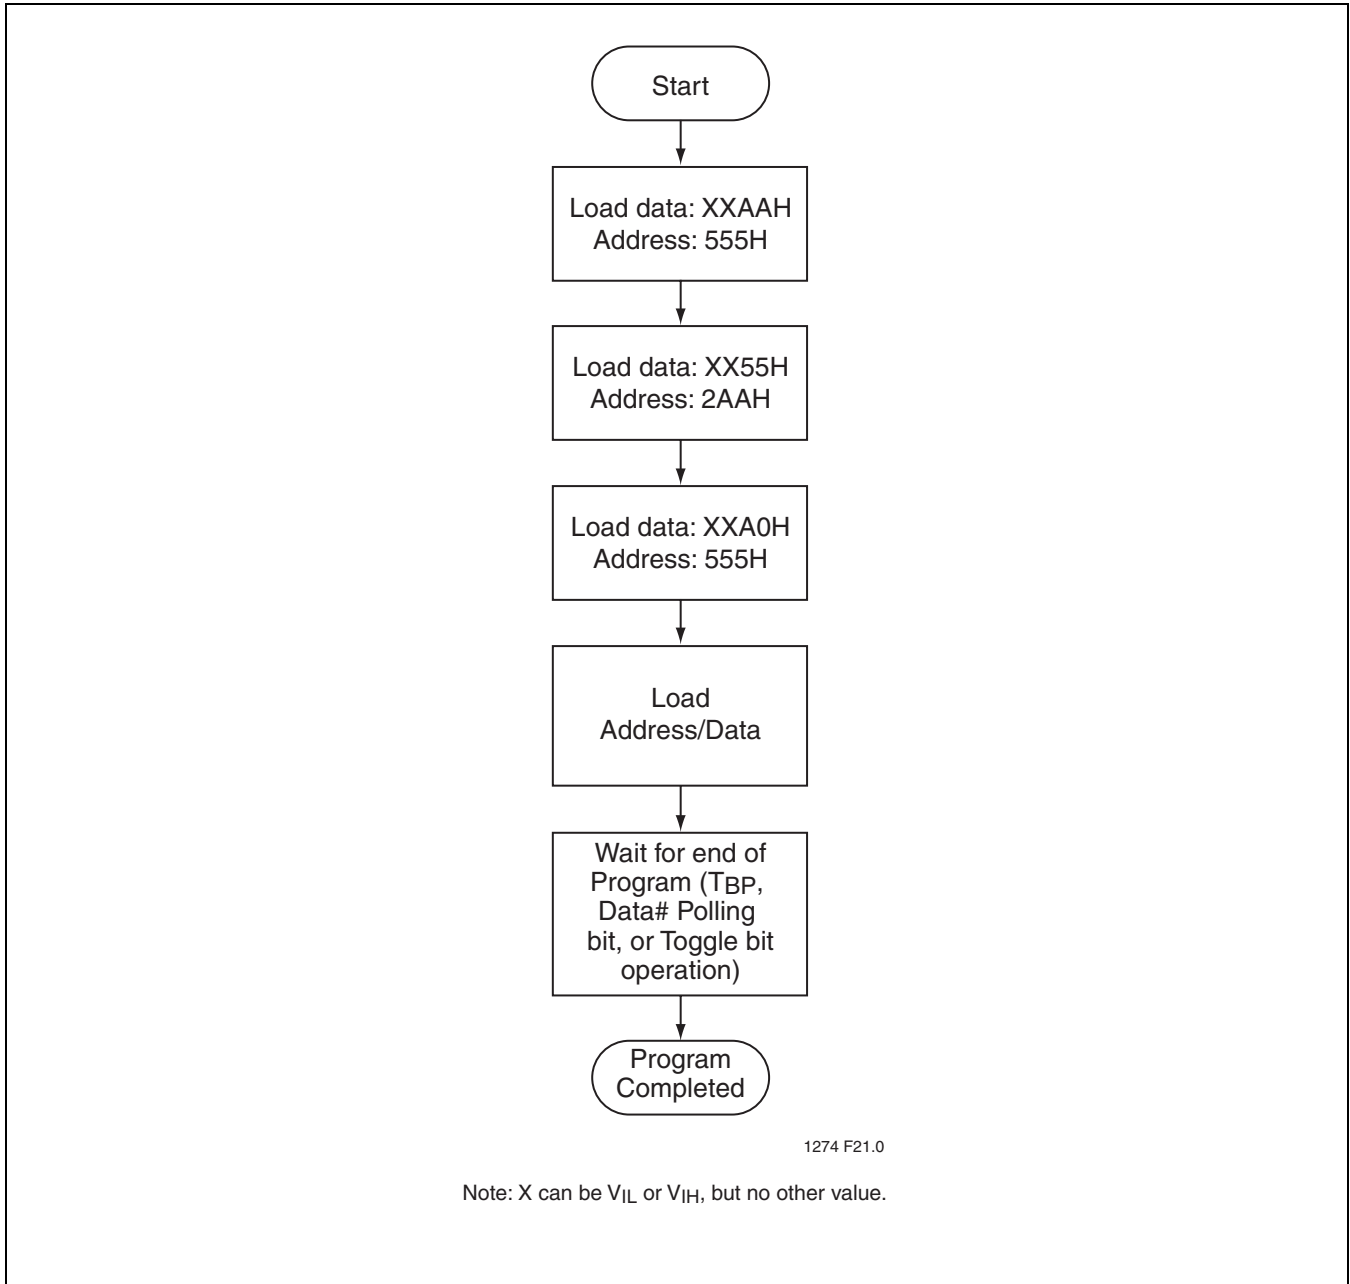 Start
Load data: XXAAH
Address: 555H
Load data: XX55H
Address: 2AAH
Load data: XXA0H
Address: 555H
Load
Address/Data
Wait for end of
Program (TBP,
Data# Polling
bit, or Toggle bit
operation)
Program
Completed
1274 F21.0
Note: X can be VIL or VIH, but no other value.